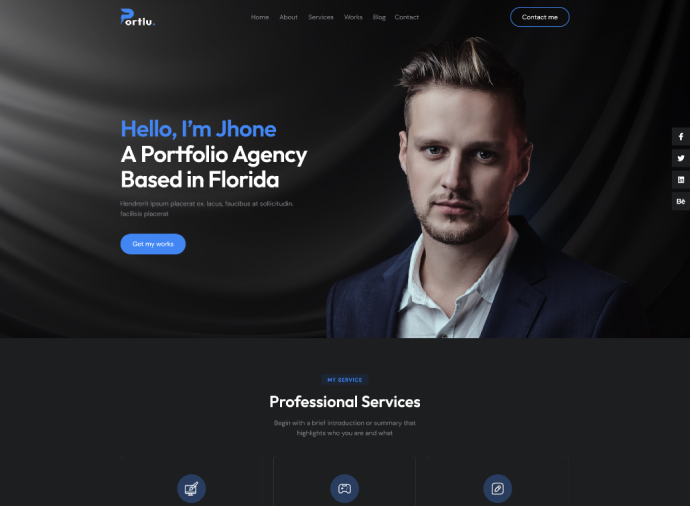 Portlu.
Home About Services Works Blog Contact
Contact me
Hello, I'm Jhone
A Portfolio Agency
Based in Florida
Hendrerit ipsum placerat ex, lacus, faucibus at sollicitudin,
facilisis placerat
Get my works
Bē
MY SERVICE
Professional Services
Begin with a brief introduction or summary that
highlights who you are and what